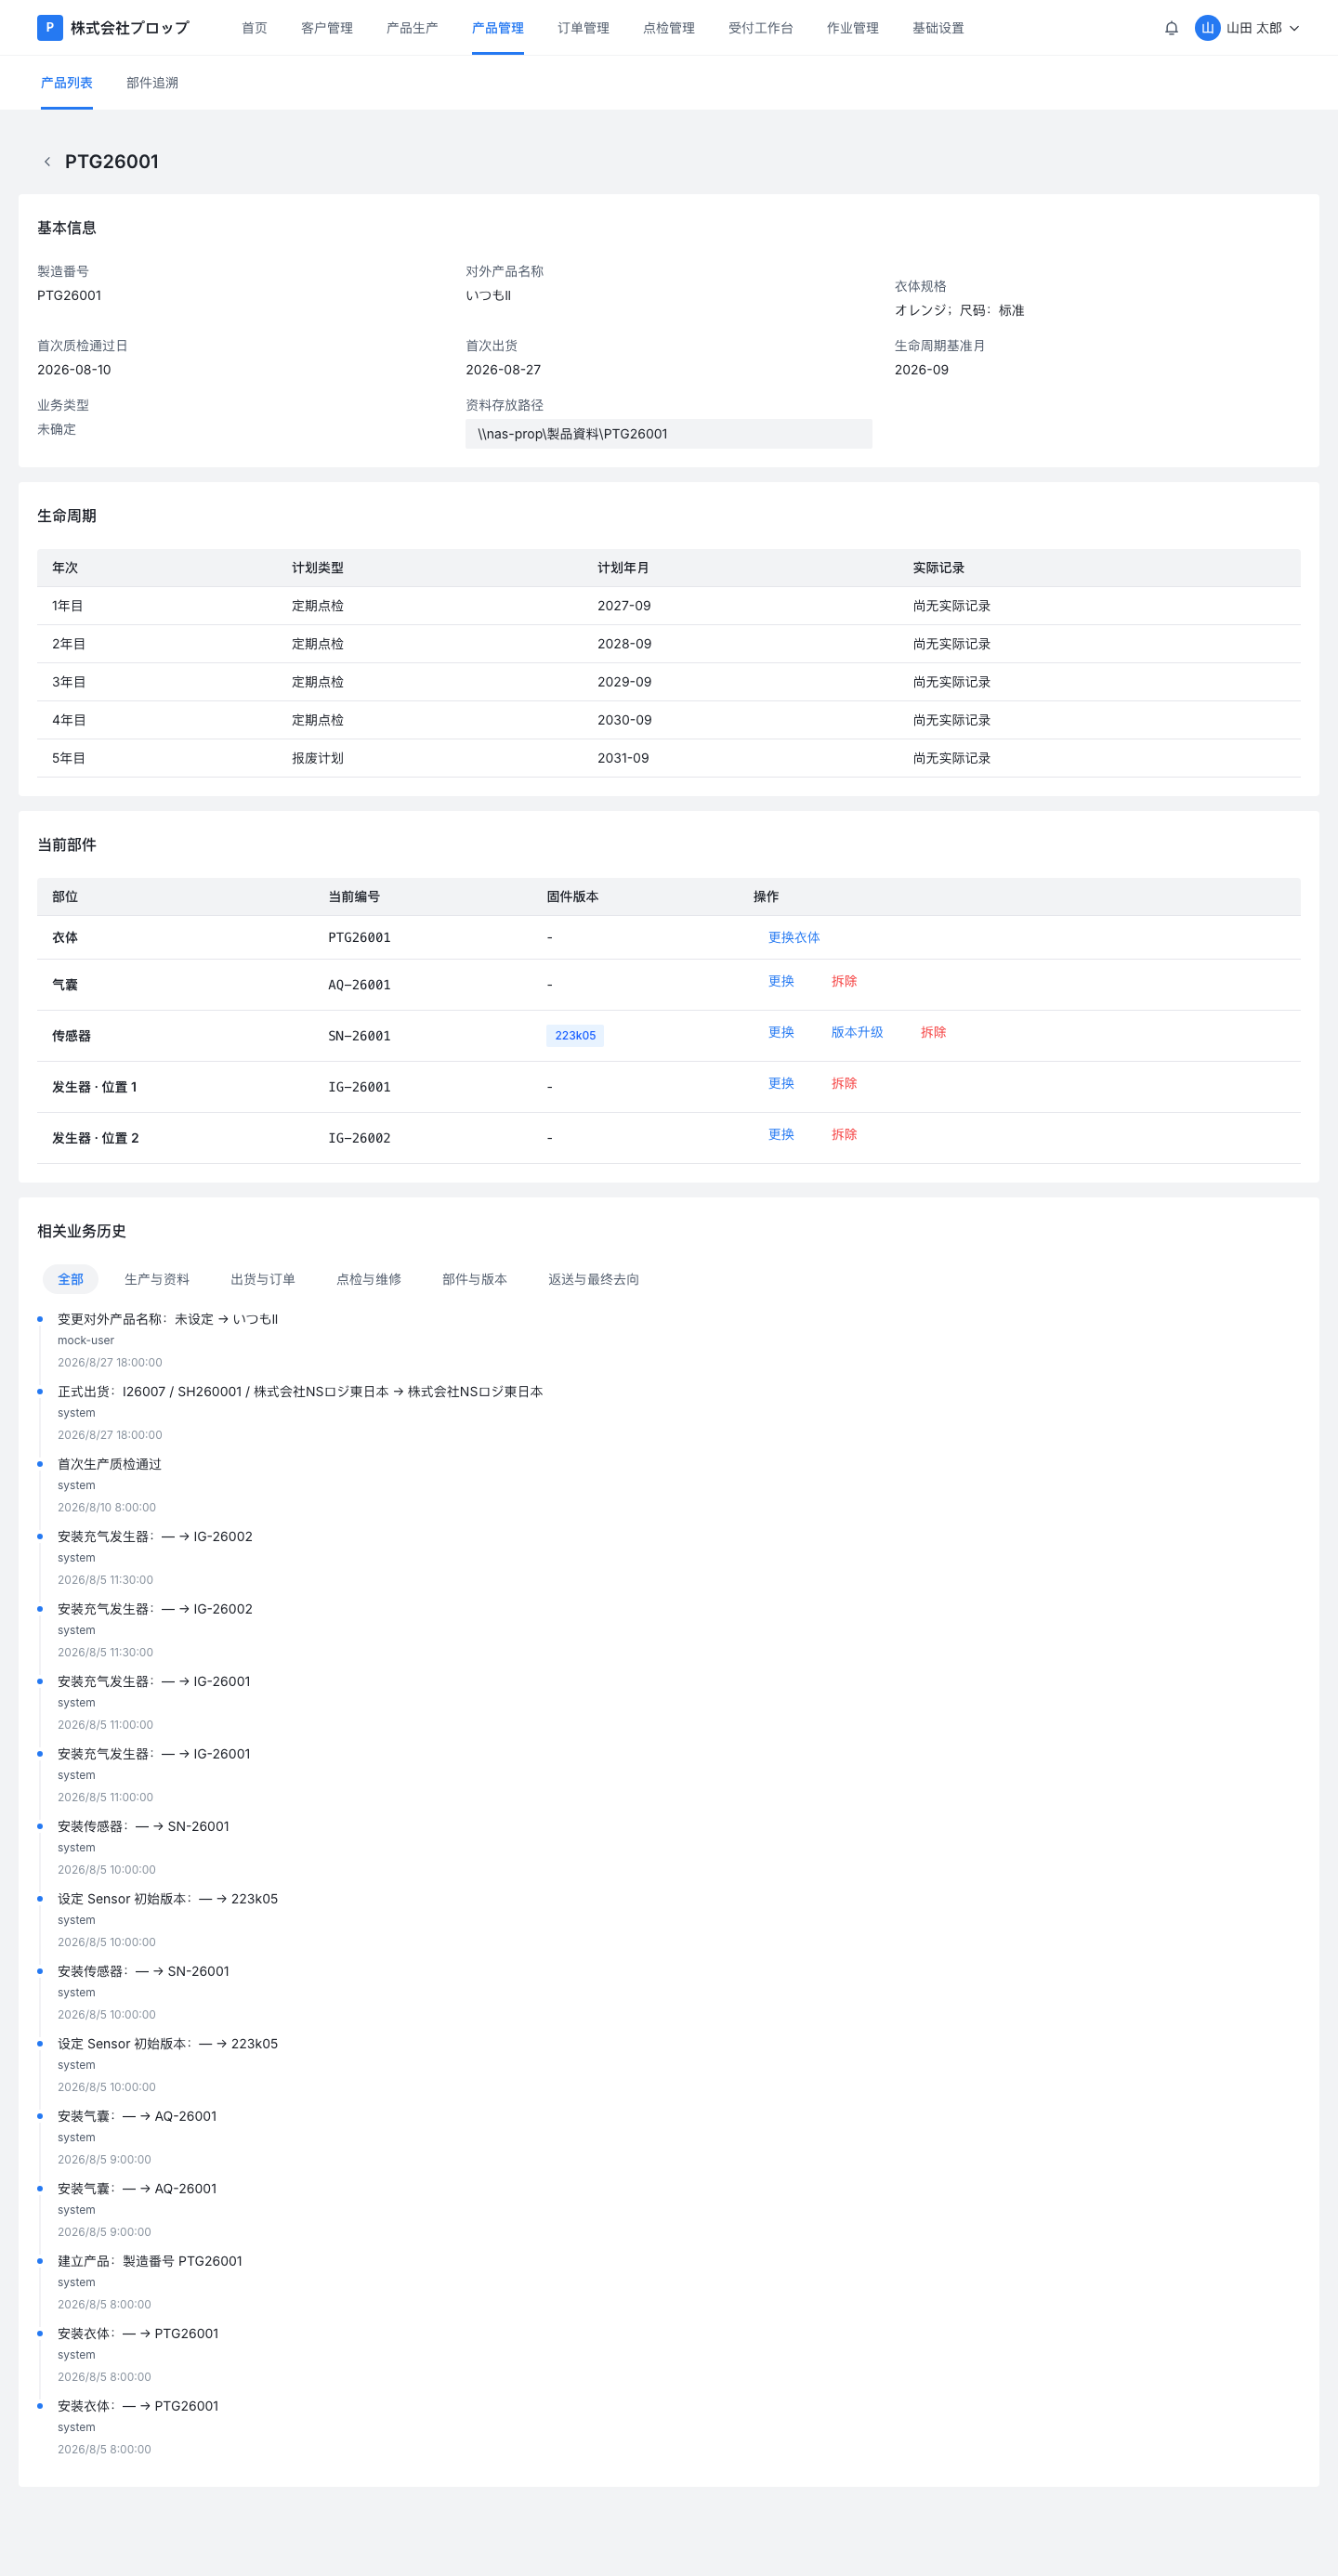 P 株式会社プロップ 首页 客户管理 产品生产 产品管理 订单管理 点检管理 受付工作台 作业管理 基础设置 山 山田 太郎
产品列表 部件追溯
PTG26001
基本信息
製造番号 对外产品名称 衣体规格
PTG26001 いつもII オレンジ；尺码：标准
首次质检通过日 首次出货 生命周期基准月
2026-08-10 2026-08-27 2026-09
业务类型 资料存放路径
未确定 \\nas-prop\製品資料\PTG26001
生命周期
年次 计划类型 计划年月 实际记录
1年目 定期点检 2027-09 尚无实际记录
2年目 定期点检 2028-09 尚无实际记录
3年目 定期点检 2029-09 尚无实际记录
4年目 定期点检 2030-09 尚无实际记录
5年目 报废计划 2031-09 尚无实际记录
当前部件
部位 当前编号 固件版本 操作
衣体 PTG26001 - 更换衣体
气囊 AQ-26001 - 更换 拆除
传感器 SN-26001 223k05 更换 版本升级 拆除
发生器 · 位置 1 IG-26001 - 更换 拆除
发生器 · 位置 2 IG-26002 - 更换 拆除
相关业务历史
全部 生产与资料 出货与订单 点检与维修 部件与版本 返送与最终去向
变更对外产品名称：未设定 → いつもII
mock-user
2026/8/27 18:00:00
正式出货：I26007 / SH260001 / 株式会社NSロジ東日本 → 株式会社NSロジ東日本
system
2026/8/27 18:00:00
首次生产质检通过
system
2026/8/10 8:00:00
安装充气发生器：— → IG-26002
system
2026/8/5 11:30:00
安装充气发生器：— → IG-26002
system
2026/8/5 11:30:00
安装充气发生器：— → IG-26001
system
2026/8/5 11:00:00
安装充气发生器：— → IG-26001
system
2026/8/5 11:00:00
安装传感器：— → SN-26001
system
2026/8/5 10:00:00
设定 Sensor 初始版本：— → 223k05
system
2026/8/5 10:00:00
安装传感器：— → SN-26001
system
2026/8/5 10:00:00
设定 Sensor 初始版本：— → 223k05
system
2026/8/5 10:00:00
安装气囊：— → AQ-26001
system
2026/8/5 9:00:00
安装气囊：— → AQ-26001
system
2026/8/5 9:00:00
建立产品：製造番号 PTG26001
system
2026/8/5 8:00:00
安装衣体：— → PTG26001
system
2026/8/5 8:00:00
安装衣体：— → PTG26001
system
2026/8/5 8:00:00